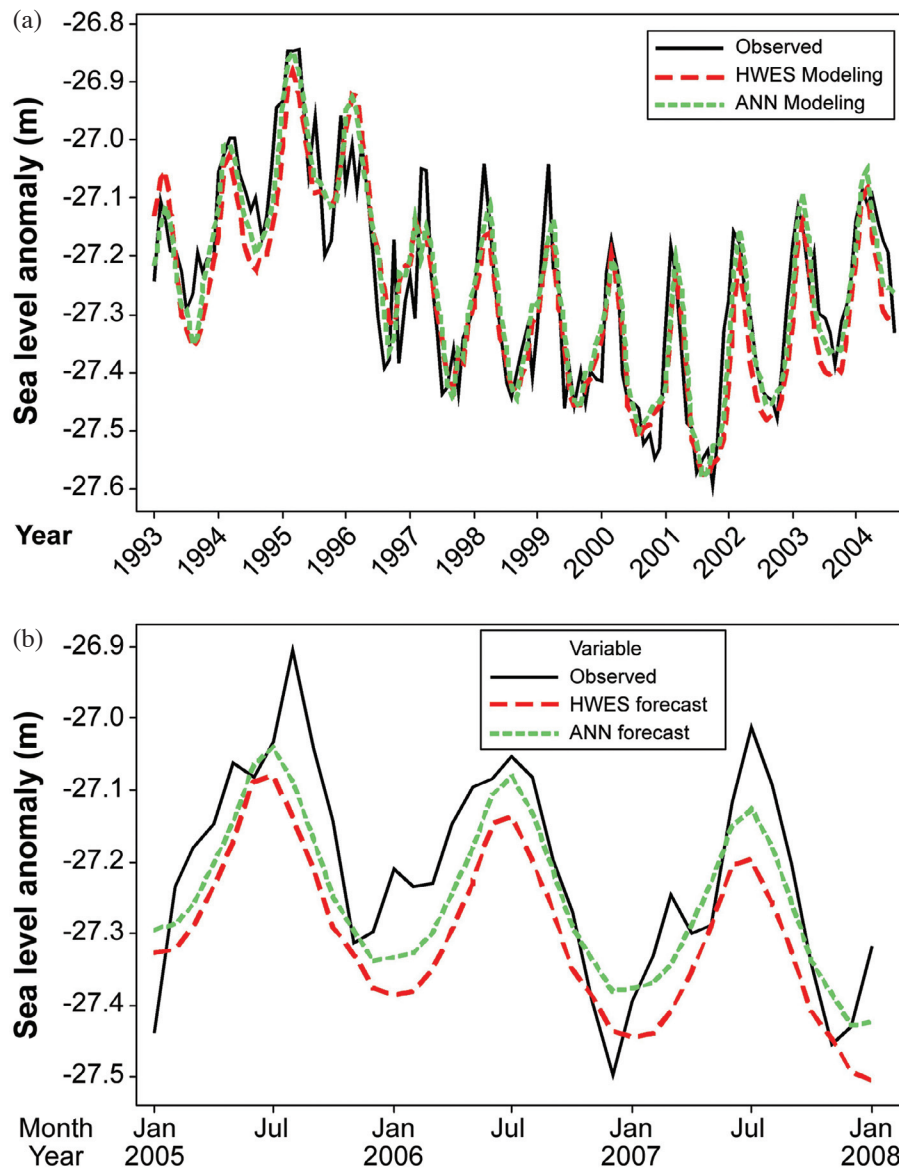 (a)
Sea level anomaly (m)
-26.8
-26.9
-27.0
-27.1
-27.2
-27.3
-27.4
-27.5
-27.6
Observed
HWES Modeling
ANN Modeling
Year
1993 1994 1995 1996 1997 1998 1999 2000 2001 2002 2003 2004
(b)
Sea level anomaly (m)
-26.9
-27.0
-27.1
-27.2
-27.3
-27.4
-27.5
Variable
Observed
HWES forecast
ANN forecast
Month Jan Jul Jan Jul Jan Jul Jan
Year 2005 2006 2007 2008